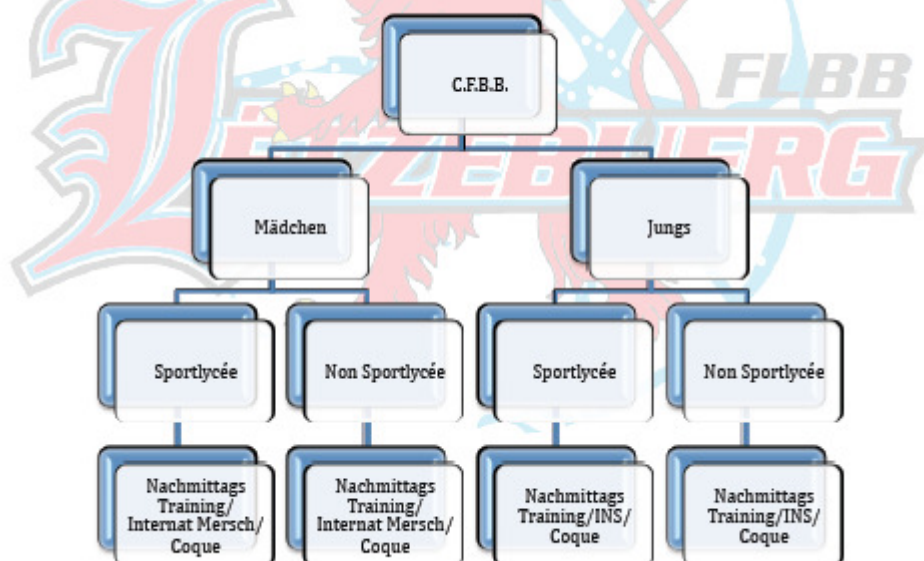 FLBB
LËTZEBUERG
C.F.B.B.
Mädchen
Jungs
Sportlycée
Non Sportlycée
Sportlycée
Non Sportlycée
Nachmittags
Training/
Internat Mersch/
Coque
Nachmittags
Training/
Internat Mersch/
Coque
Nachmittags
Training/INS/
Coque
Nachmittags
Training/INS/
Coque